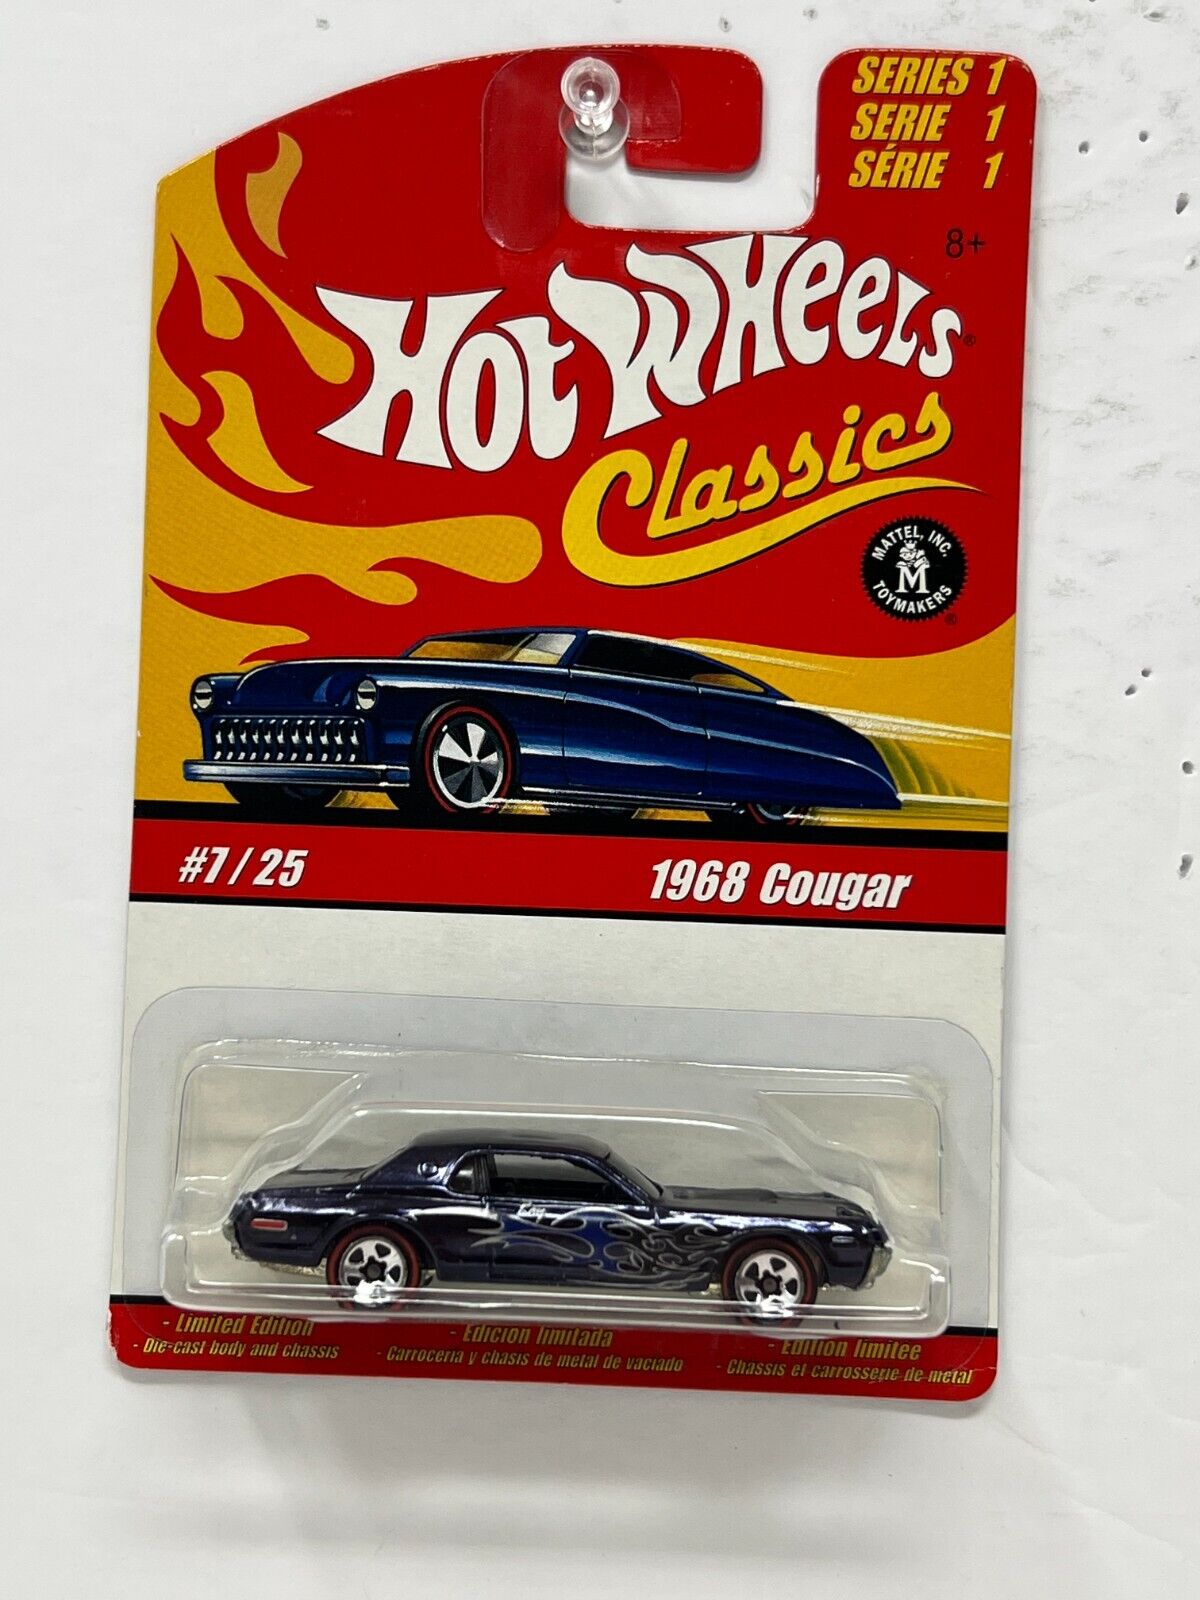 SERIES 1
SERIE 1
SÉRIE 1
8+
Hot Wheels®
Classics
MATTEL, INC.
M
TOYMAKERS
®
#7/25
1968 Cougar
- Limited Edition
- Die-cast body and chassis
- Edicion limitada
- Carroceria y chasis de metal de vaciado
- Edition limitee
- Chassis et carrosserie de metal